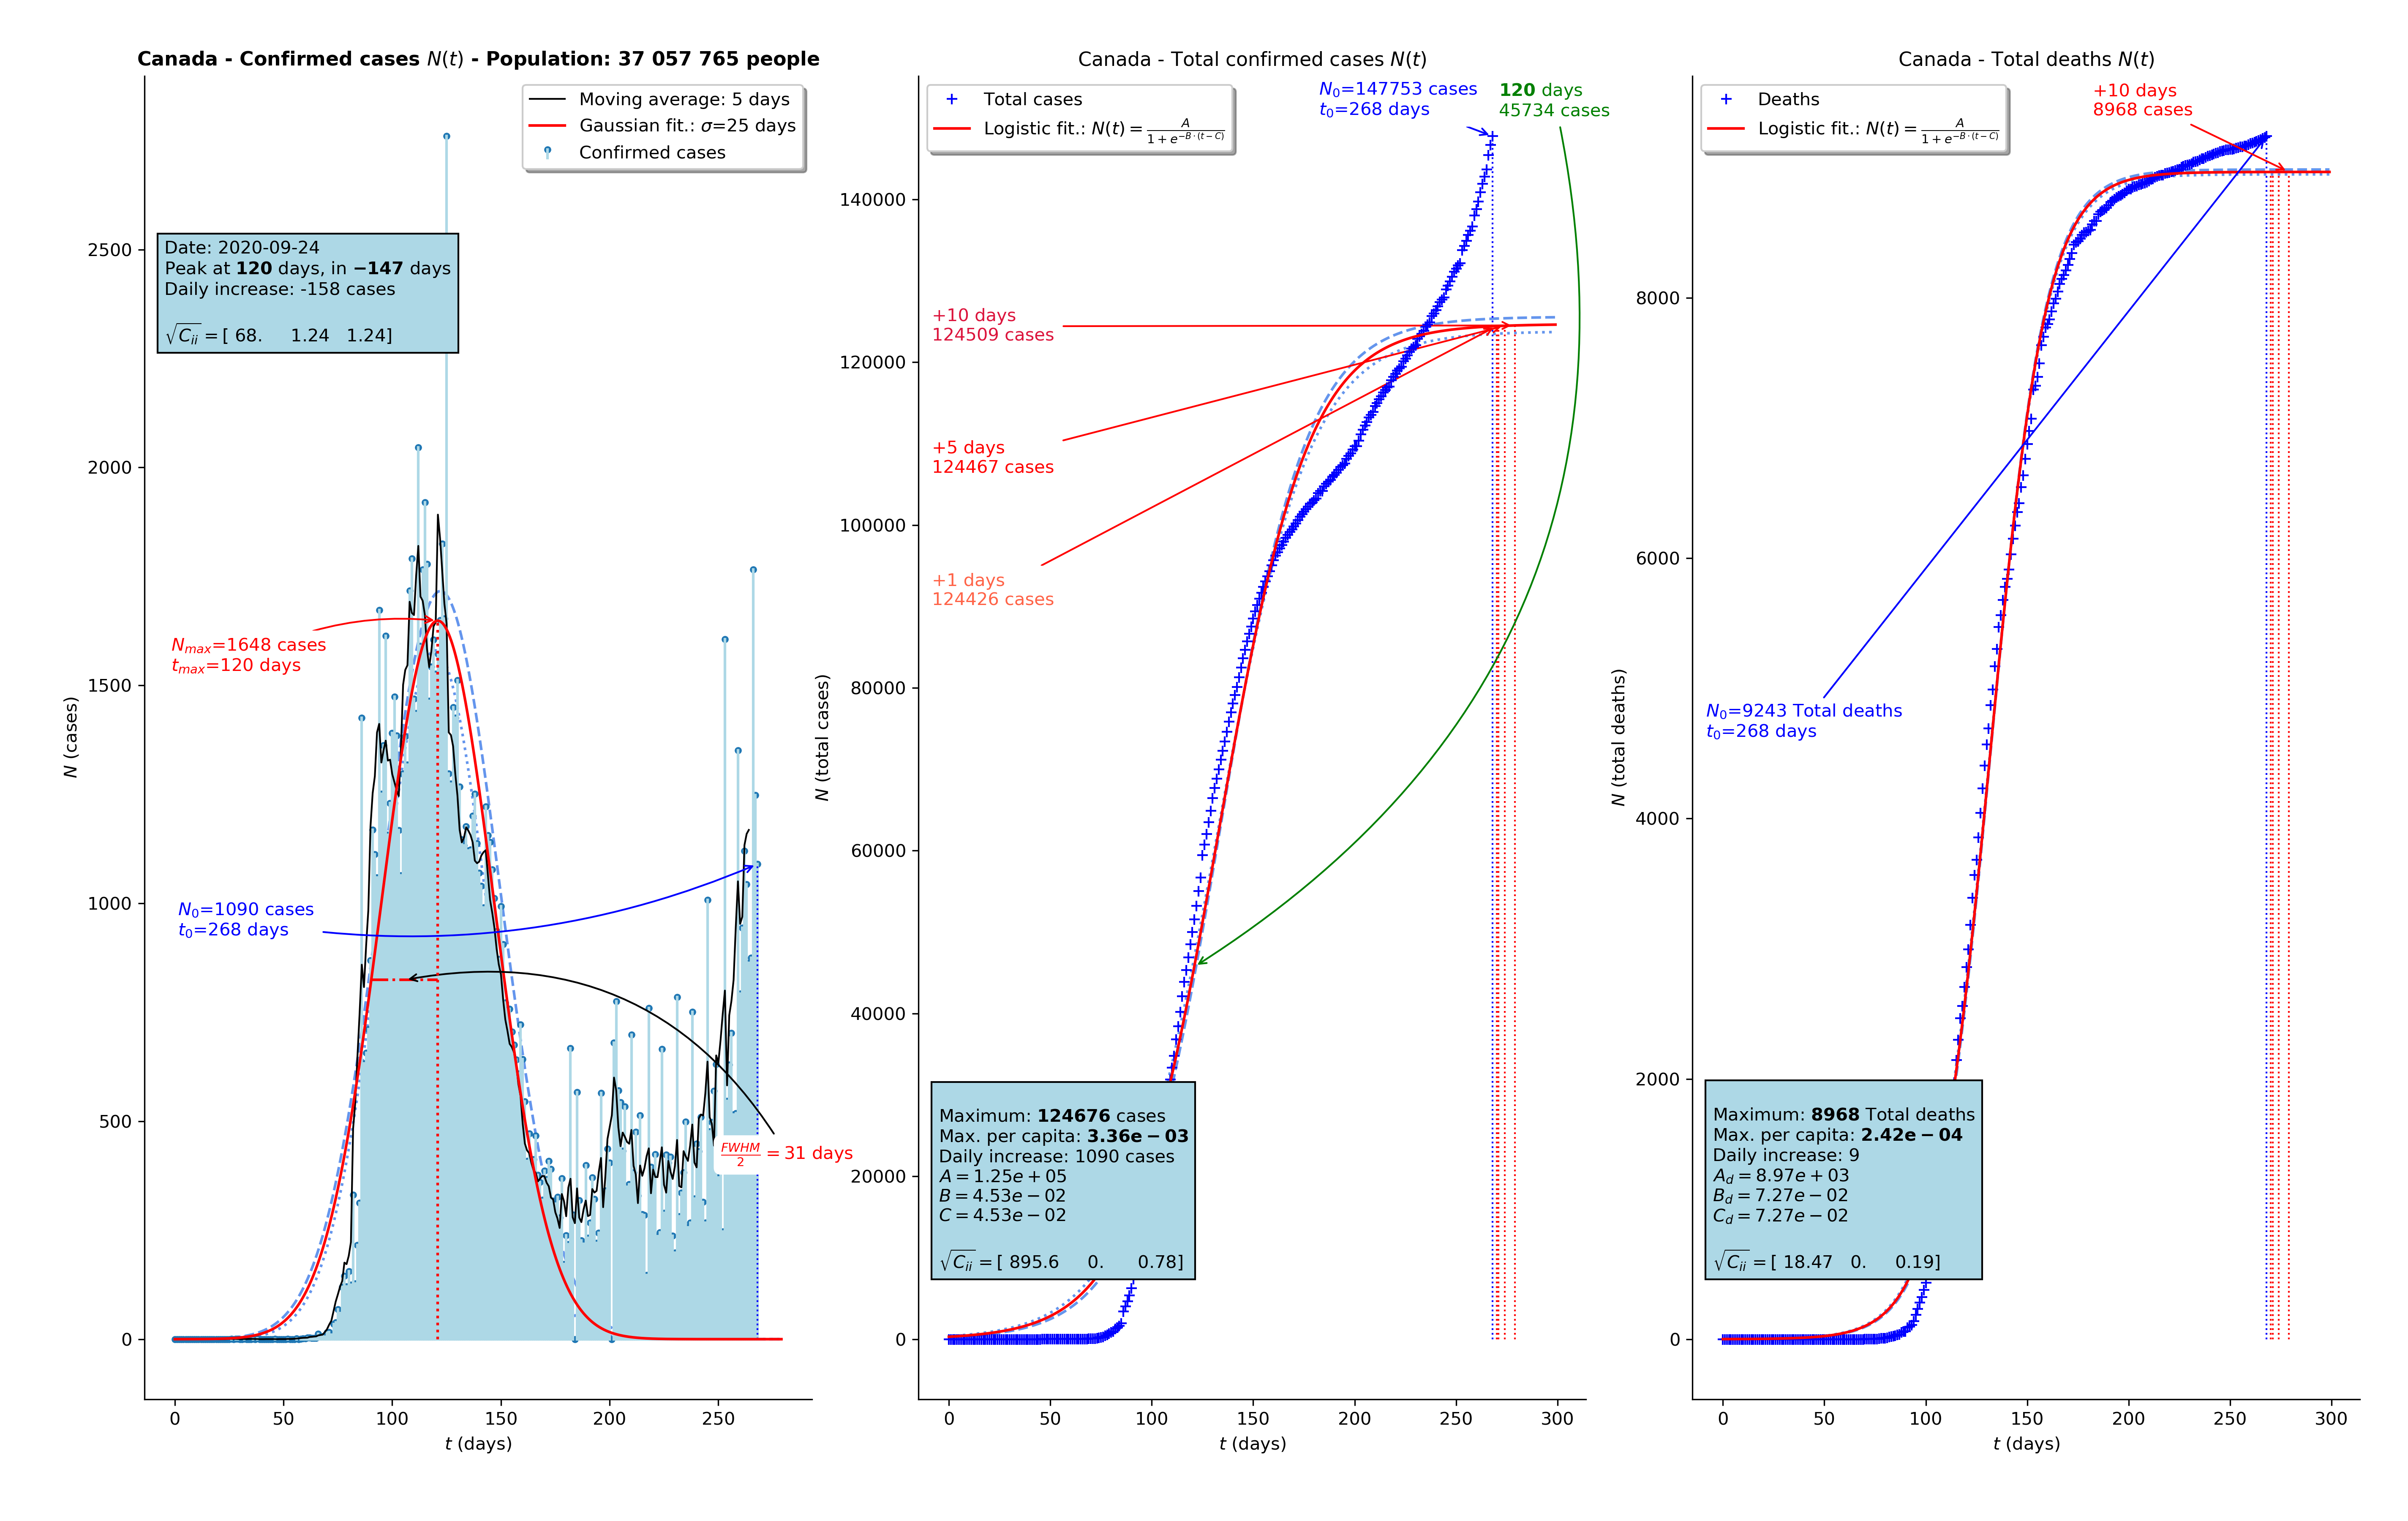 Canada - Confirmed cases N(t) - Population: 37 057 765 people
Moving average: 5 days
Gaussian fit.: σ=25 days
Confirmed cases
Date: 2020-09-24
Peak at 120 days, in −147 days
Daily increase: -158 cases
√Cii = [ 68. 1.24 1.24]
Nmax=1648 cases
tmax=120 days
N0=1090 cases
t0=268 days
FWHM/2 = 31 days
N (cases)
2500
2000
1500
1000
500
0
0 50 100 150 200 250
t (days)
Canada - Total confirmed cases N(t)
Total cases
Logistic fit.: N(t) = A/(1 + e^(−B·(t−C)))
N0=147753 cases
t0=268 days
120 days
45734 cases
+10 days
124509 cases
+5 days
124467 cases
+1 days
124426 cases
Maximum: 124676 cases
Max. per capita: 3.36e − 03
Daily increase: 1090 cases
A = 1.25e + 05
B = 4.53e − 02
C = 4.53e − 02
√Cii = [ 895.6 0. 0.78]
N (total cases)
140000
120000
100000
80000
60000
40000
20000
0
0 50 100 150 200 250 300
t (days)
Canada - Total deaths N(t)
Deaths
Logistic fit.: N(t) = A/(1 + e^(−B·(t−C)))
+10 days
8968 cases
N0=9243 Total deaths
t0=268 days
Maximum: 8968 Total deaths
Max. per capita: 2.42e − 04
Daily increase: 9
Ad = 8.97e + 03
Bd = 7.27e − 02
Cd = 7.27e − 02
√Cii = [ 18.47 0. 0.19]
N (total deaths)
8000
6000
4000
2000
0
0 50 100 150 200 250 300
t (days)